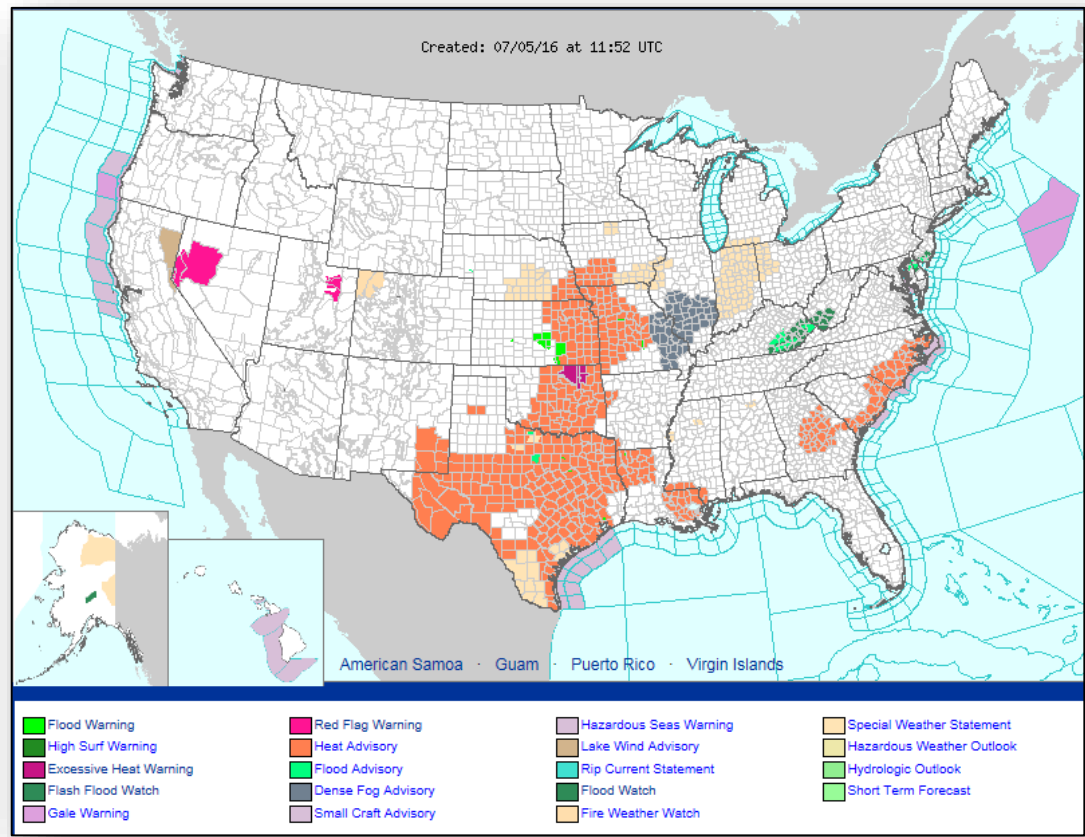 Created: 07/05/16 at 11:52 UTC
American Samoa · Guam · Puerto Rico · Virgin Islands
Flood Warning
High Surf Warning
Excessive Heat Warning
Flash Flood Watch
Gale Warning
Red Flag Warning
Heat Advisory
Flood Advisory
Dense Fog Advisory
Small Craft Advisory
Hazardous Seas Warning
Lake Wind Advisory
Rip Current Statement
Flood Watch
Fire Weather Watch
Special Weather Statement
Hazardous Weather Outlook
Hydrologic Outlook
Short Term Forecast